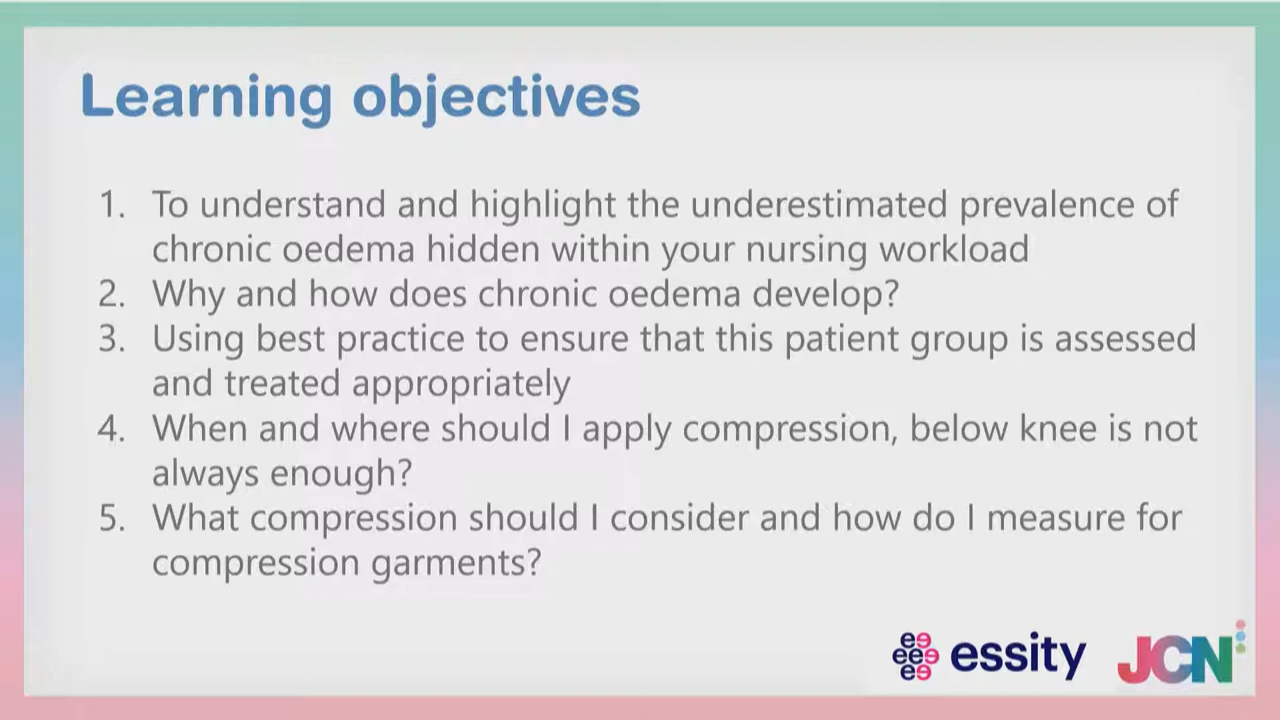 Learning objectives
1. To understand and highlight the underestimated prevalence of
chronic oedema hidden within your nursing workload
2. Why and how does chronic oedema develop?
3. Using best practice to ensure that this patient group is assessed
and treated appropriately
4. When and where should I apply compression, below knee is not
always enough?
5. What compression should I consider and how do I measure for
compression garments?
essity JCN